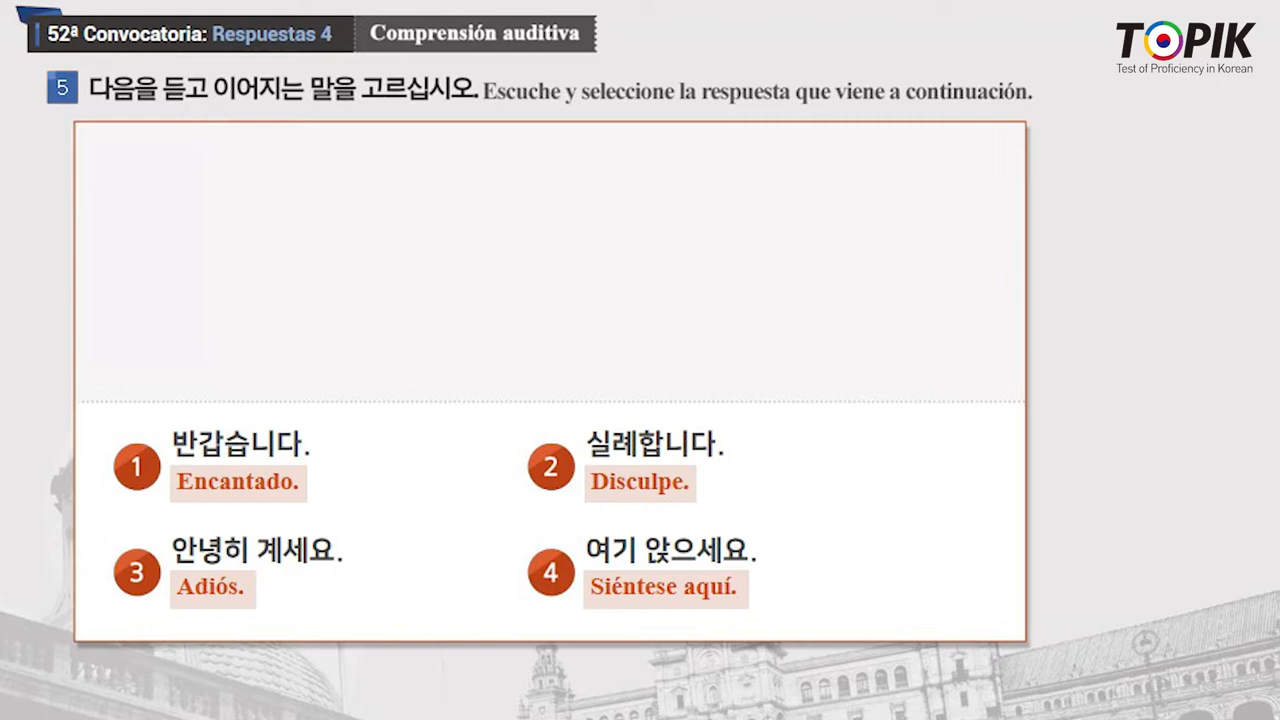 52ª Convocatoria: Respuestas 4 Comprensión auditiva
TOPIK
Test of Proficiency in Korean
5 다음을 듣고 이어지는 말을 고르십시오. Escuche y seleccione la respuesta que viene a continuación.
1 반갑습니다.
Encantado.
2 실례합니다.
Disculpe.
3 안녕히 계세요.
Adiós.
4 여기 앉으세요.
Siéntese aquí.